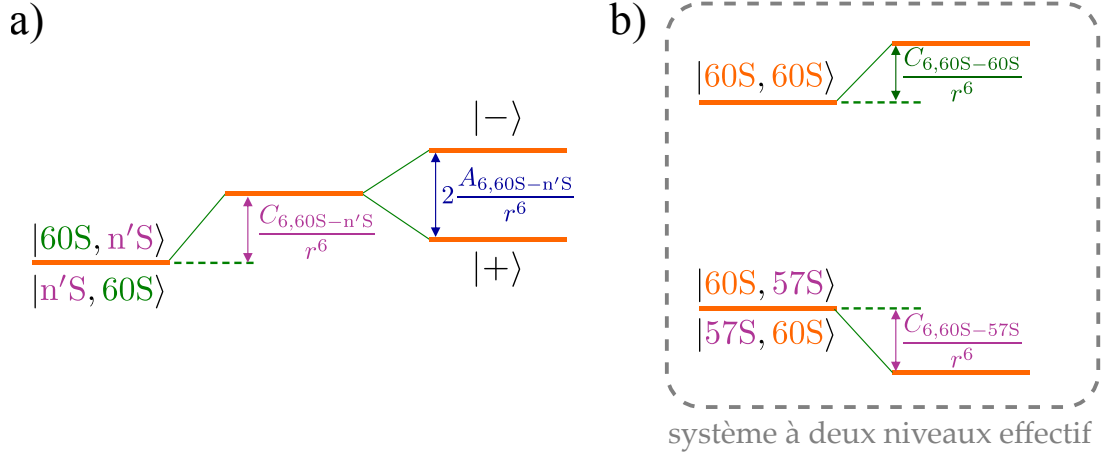 a)
|−⟩
|60S, n′S⟩
|n′S, 60S⟩
C₆,₆₀S₋ₙ′S / r⁶
2 A₆,₆₀S₋ₙ′S / r⁶
|+⟩
b)
|60S, 60S⟩
C₆,₆₀S₋₆₀S / r⁶
|60S, 57S⟩
|57S, 60S⟩
C₆,₆₀S₋₅₇S / r⁶
système à deux niveaux effectif